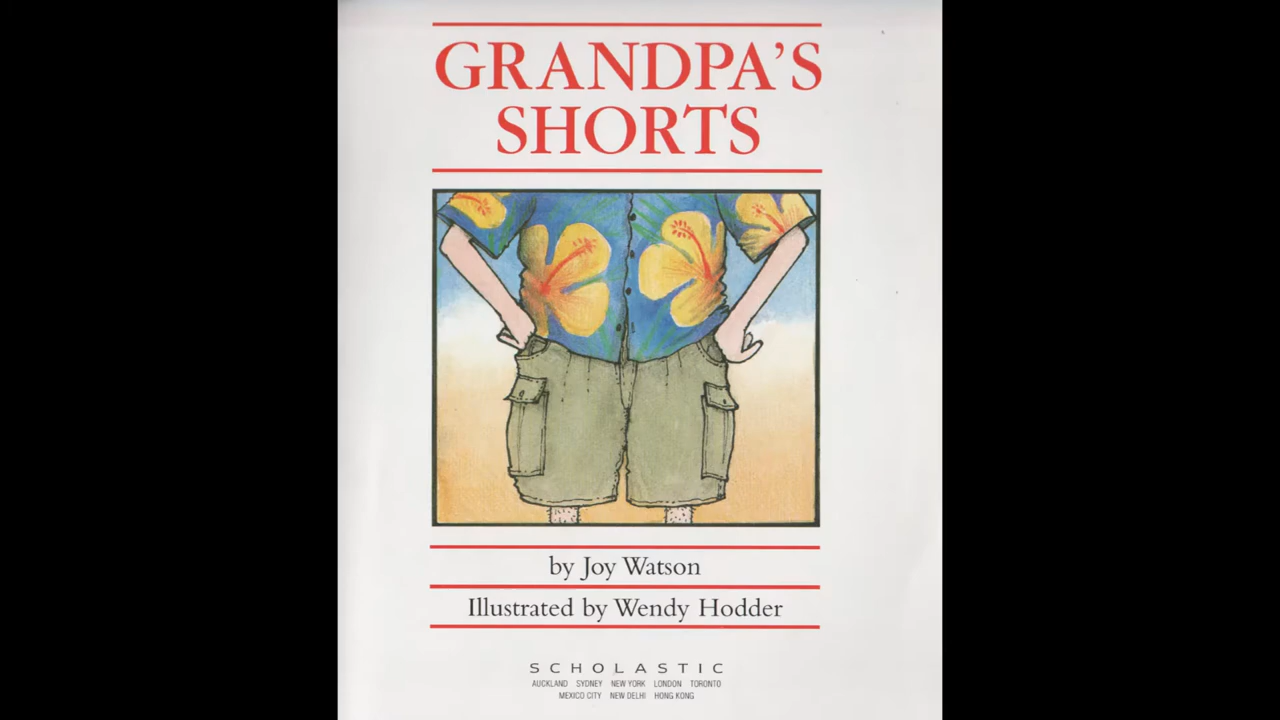 GRANDPA'S
SHORTS
by Joy Watson
Illustrated by Wendy Hodder
SCHOLASTIC
AUCKLAND SYDNEY NEW YORK LONDON TORONTO
MEXICO CITY NEW DELHI HONG KONG